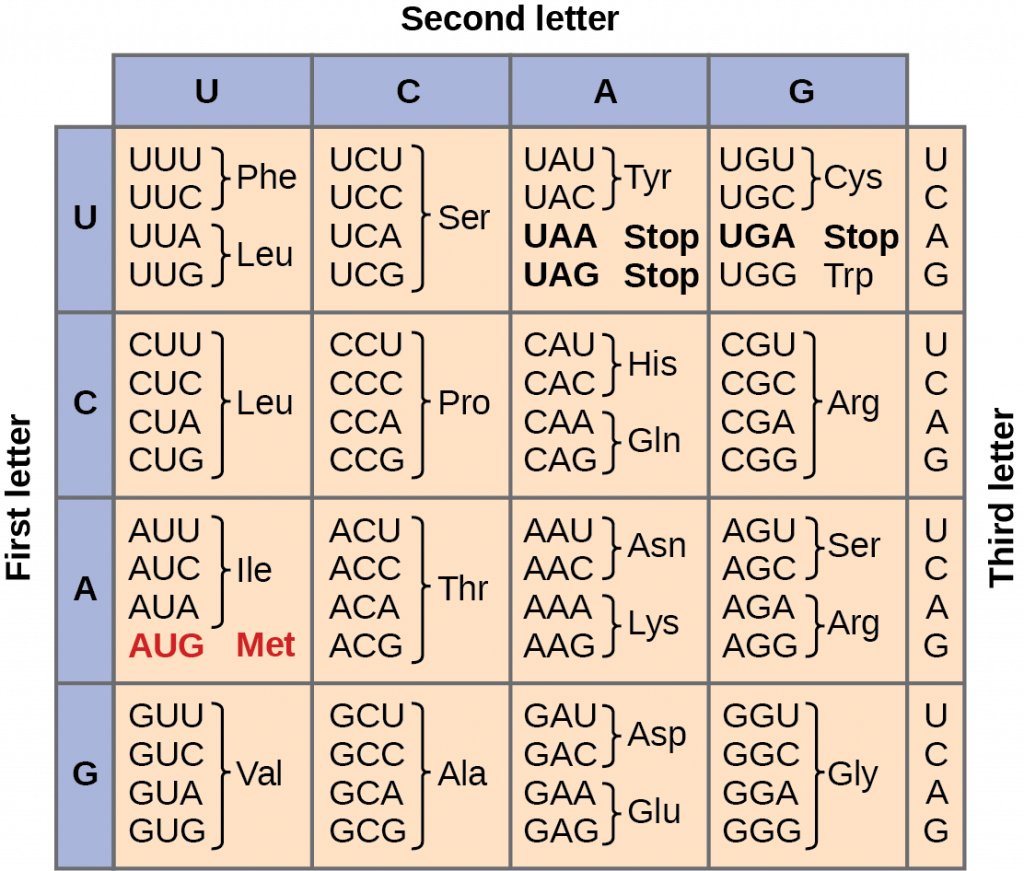 Second letter
U C A G
First letter
Third letter
U
UUU UCU UAU UGU U
Phe Tyr Cys
UUC UCC UAC UGC C
Ser
UUA UCA UAA Stop UGA Stop A
Leu
UUG UCG UAG Stop UGG Trp G
C
CUU CCU CAU CGU U
His
CUC CCC CAC CGC C
Leu Pro Arg
CUA CCA CAA CGA A
Gln
CUG CCG CAG CGG G
A
AUU ACU AAU AGU U
Asn Ser
AUC ACC AAC AGC C
Ile Thr
AUA ACA AAA AGA A
Lys Arg
AUG Met ACG AAG AGG G
G
GUU GCU GAU GGU U
Asp
GUC GCC GAC GGC C
Val Ala Gly
GUA GCA GAA GGA A
Glu
GUG GCG GAG GGG G